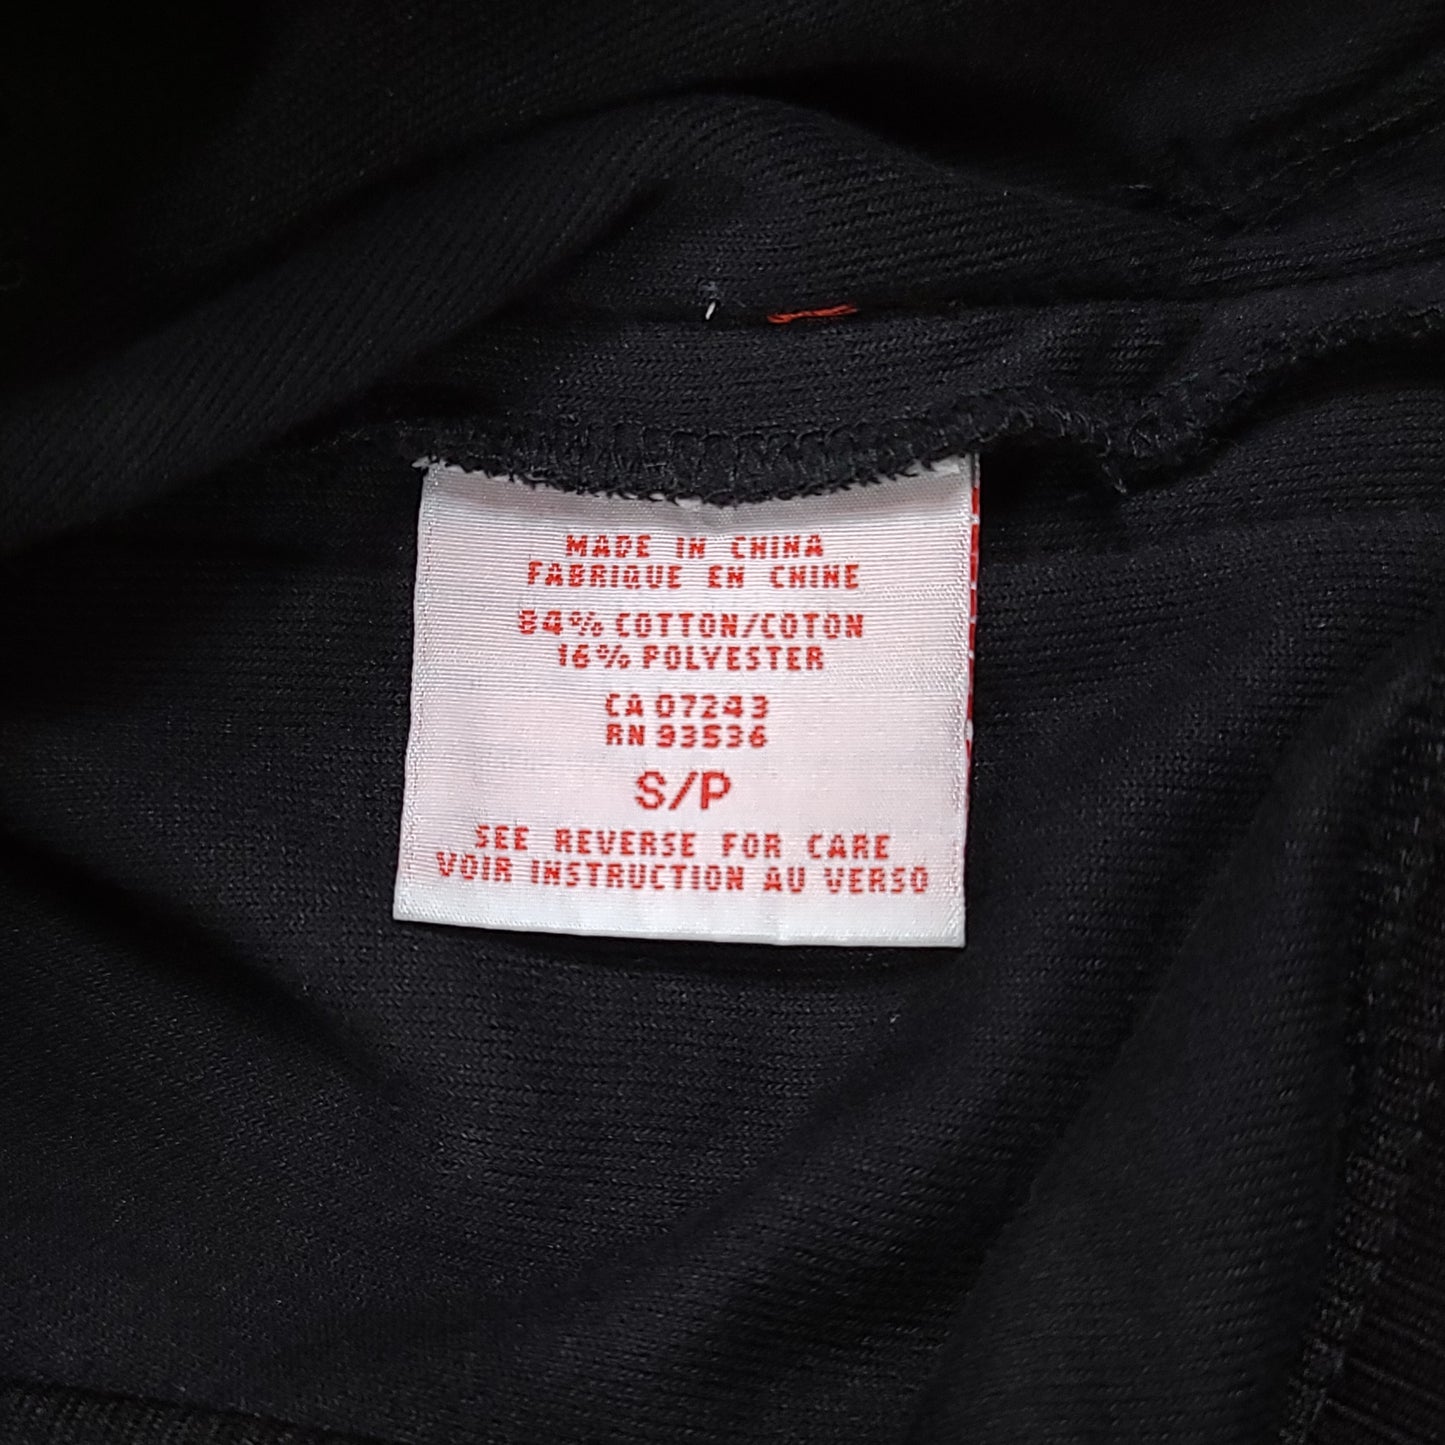 MADE IN CHINA
FABRIQUE EN CHINE
84% COTTON/COTON
16% POLYESTER
CA 07243
RN 93536
S/P
SEE REVERSE FOR CARE
VOIR INSTRUCTION AU VERSO